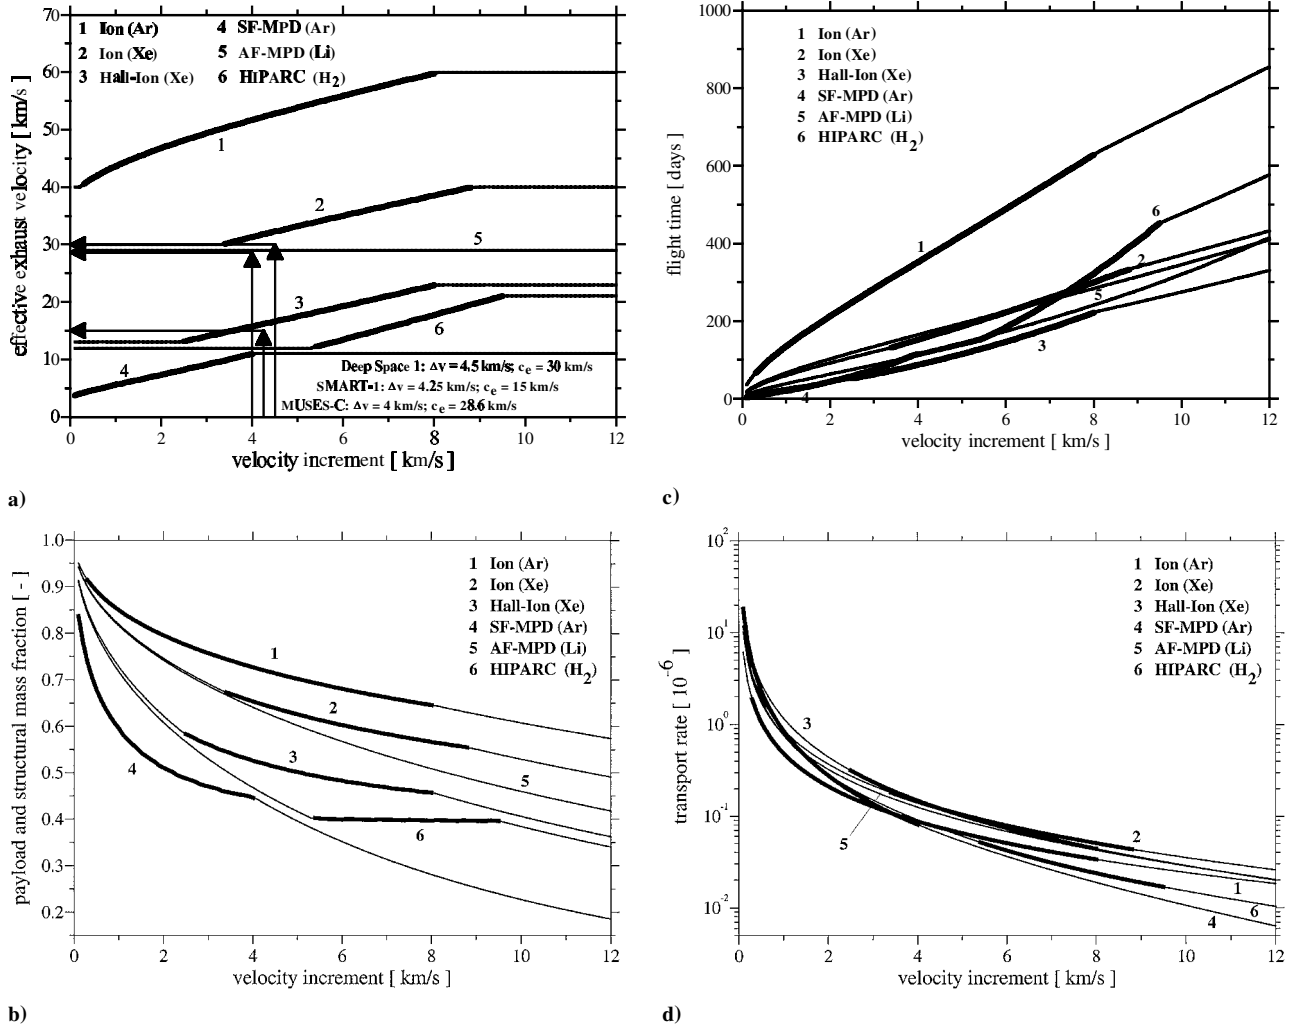 70
60
50
40
30
20
10
0
effective exhaust velocity [ km/s ]
1 Ion (Ar)
2 Ion (Xe)
3 Hall-Ion (Xe)
4 SF-MPD (Ar)
5 AF-MPD (Li)
6 HIPARC (H2)
1
2
5
3
6
4
Deep Space 1: Δv = 4.5 km/s; ce = 30 km/s
SMART-1: Δv = 4.25 km/s; ce = 15 km/s
MUSES-C: Δv = 4 km/s; ce = 28.6 km/s
0 2 4 6 8 10 12
velocity increment [ km/s ]
a)
1000
800
600
400
200
0
flight time [ days ]
1 Ion (Ar)
2 Ion (Xe)
3 Hall-Ion (Xe)
4 SF-MPD (Ar)
5 AF-MPD (Li)
6 HIPARC (H2)
1
6
2
5
3
4
0 2 4 6 8 10 12
velocity increment [ km/s ]
c)
1.0
0.9
0.8
0.7
0.6
0.5
0.4
0.3
0.2
payload and structural mass fraction [ - ]
1 Ion (Ar)
2 Ion (Xe)
3 Hall-Ion (Xe)
4 SF-MPD (Ar)
5 AF-MPD (Li)
6 HIPARC (H2)
1
2
3
4
5
6
0 2 4 6 8 10 12
velocity increment [ km/s ]
b)
10^2
10^1
10^0
10^-1
10^-2
transport rate [ 10^-6 ]
1 Ion (Ar)
2 Ion (Xe)
3 Hall-Ion (Xe)
4 SF-MPD (Ar)
5 AF-MPD (Li)
6 HIPARC (H2)
3
5
2
1
6
4
0 2 4 6 8 10 12
velocity increment [ km/s ]
d)